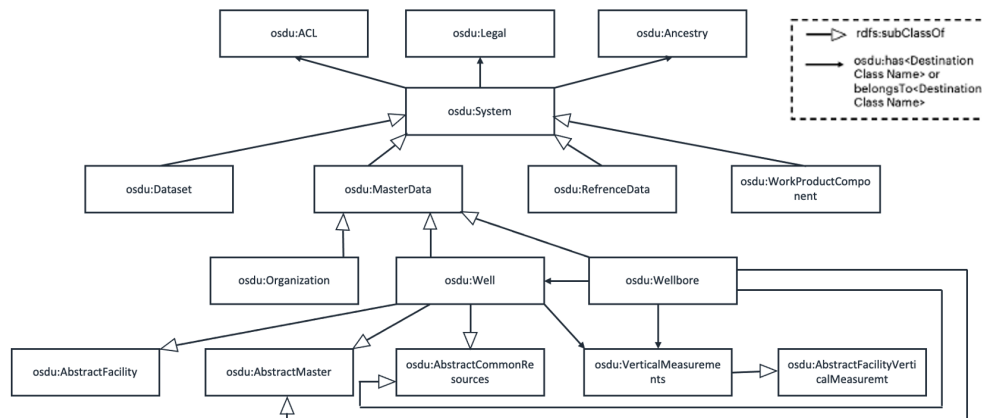 osdu:ACL
osdu:Legal
osdu:Ancestry
rdfs:subClassOf
osdu:has<Destination
Class Name> or
belongsTo<Destination
Class Name>
osdu:System
osdu:Dataset
osdu:MasterData
osdu:RefrenceData
osdu:WorkProductCompo
nent
osdu:Organization
osdu:Well
osdu:Wellbore
osdu:AbstractFacility
osdu:AbstractMaster
osdu:AbstractCommonRe
sources
osdu:VerticalMeasureme
nts
osdu:AbstractFacilityVerti
calMeasuremt